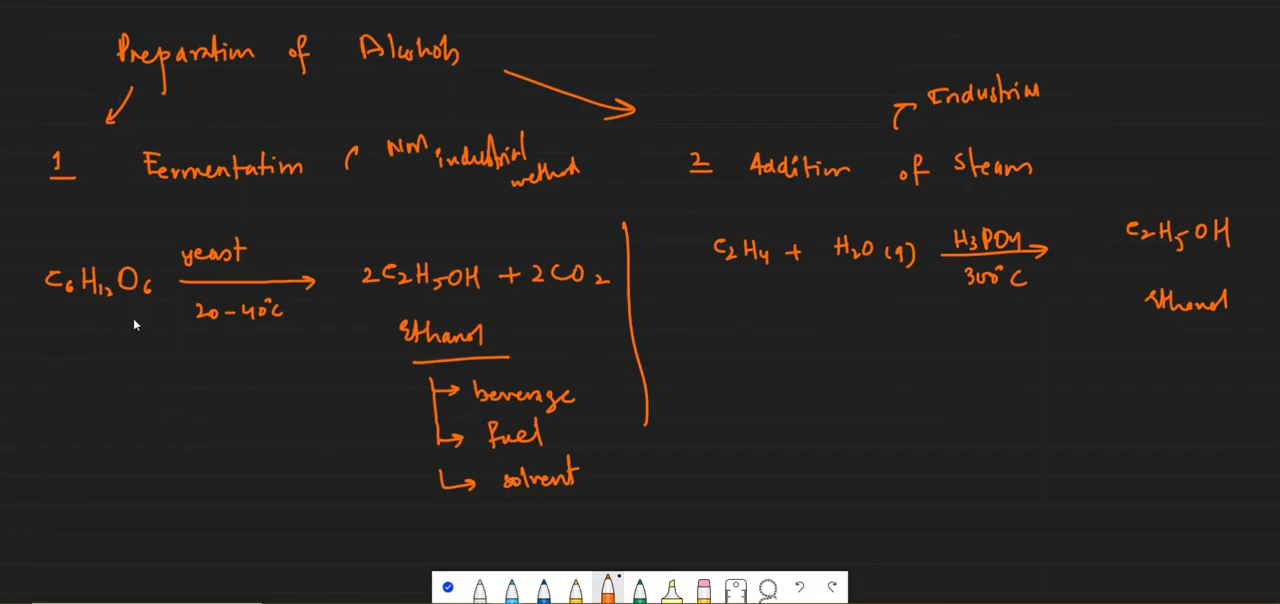 Preparation of Alcohols
1 Fermentation
Non industrial
method
C6H12O6 yeast 20-40°C 2C2H5OH + 2CO2
Ethanol
beverage
fuel
solvent
Industrial
2 Addition of Steam
C2H4 + H2O (g) H3PO4 300°C C2H5OH
Ethanol